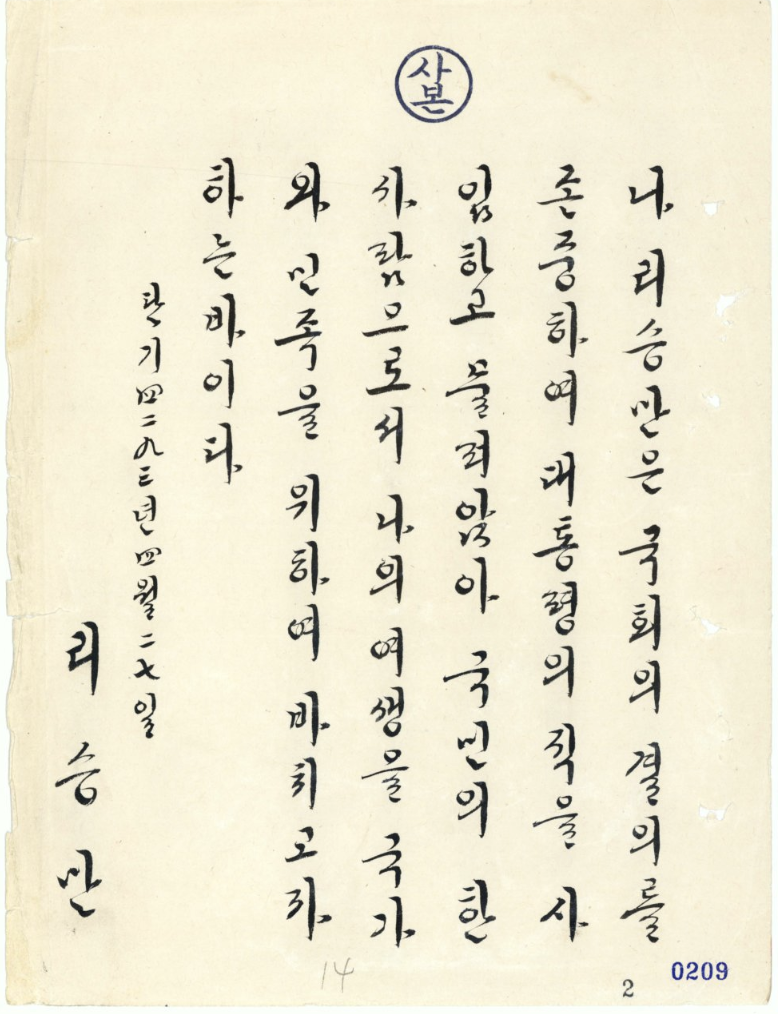 사본
나 리승만은 국회의 결의를
존중하여 대통령의 직을 사
임하고 물러앉아 국민의 한
사람으로서 나의 여생을 국가
와 민족을 위하여 바치고자
하는바이다
단기四二九三년四월二七일
리승만
14
2
0209